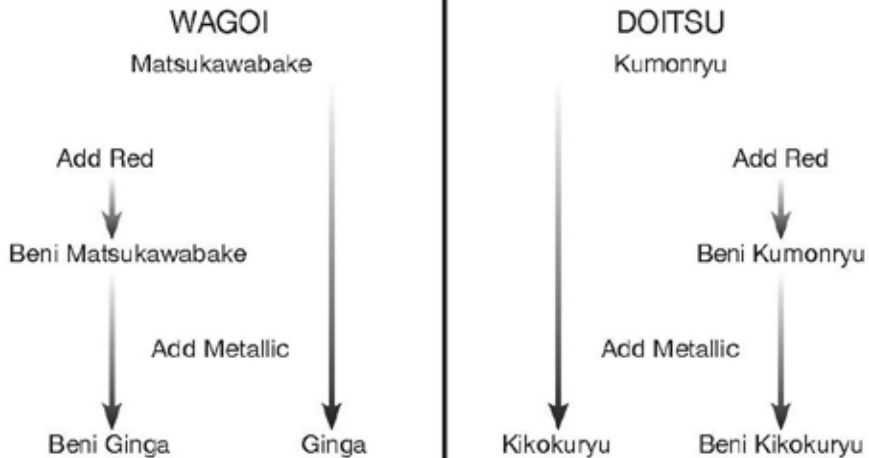 WAGOI
Matsukawabake
Add Red
Beni Matsukawabake
Add Metallic
Beni Ginga
Ginga
DOITSU
Kumonryu
Add Red
Beni Kumonryu
Add Metallic
Kikokuryu
Beni Kikokuryu